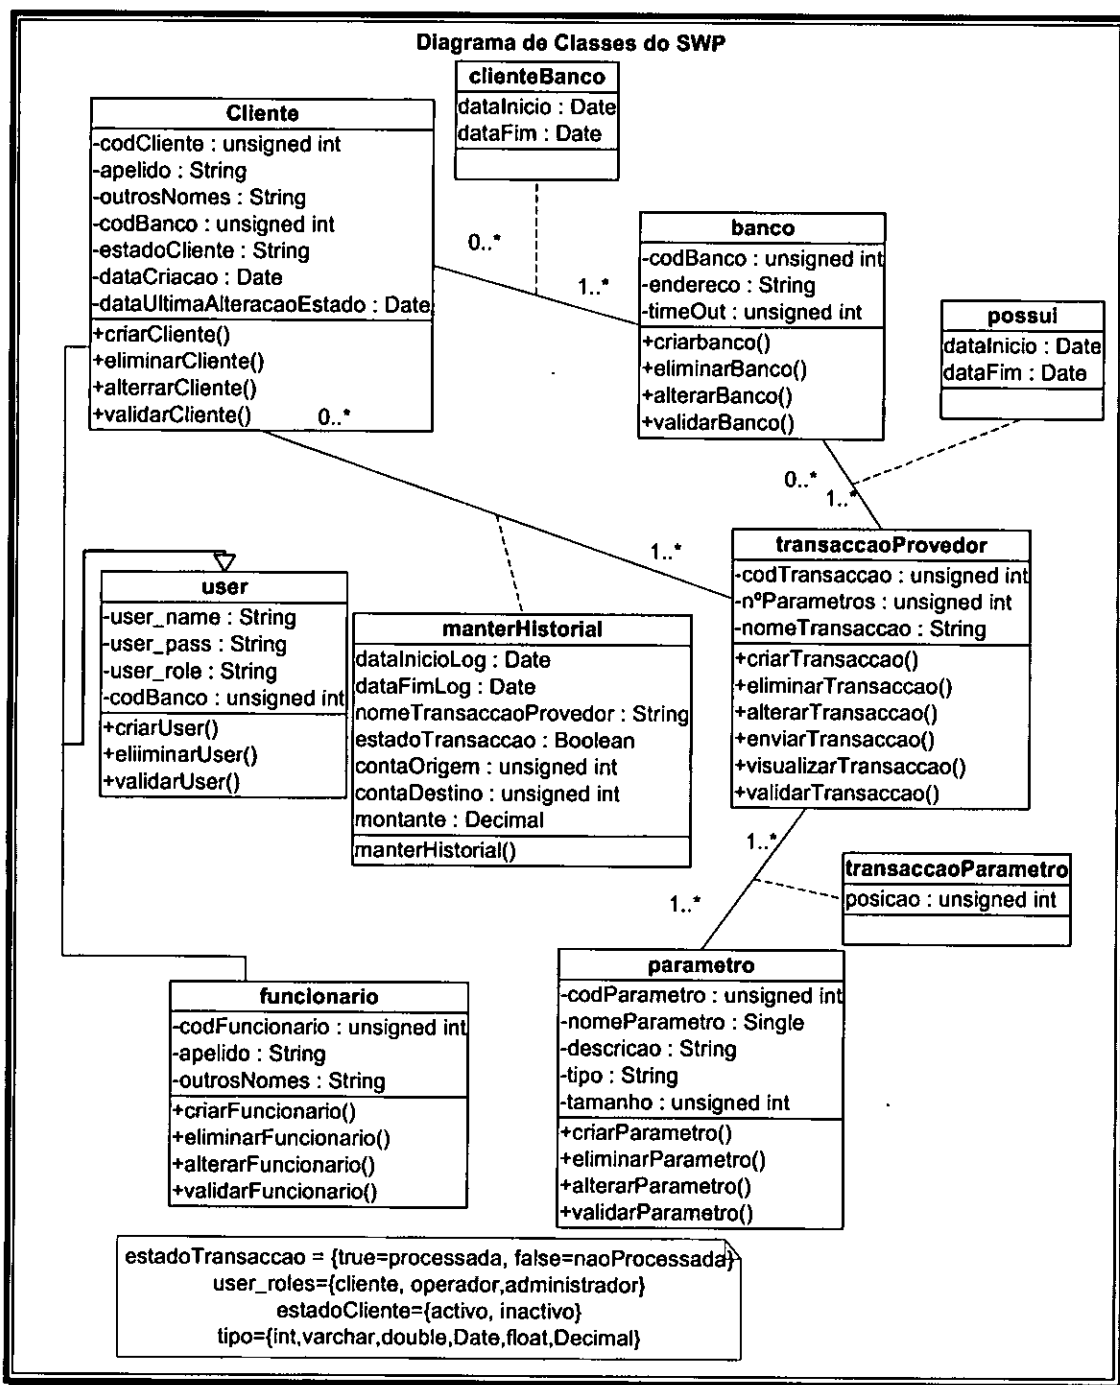 Diagrama de Classes do SWP
clienteBanco
dataInicio : Date
dataFim : Date
Cliente
-codCliente : unsigned int
-apelido : String
-outrosNomes : String
-codBanco : unsigned int
-estadoCliente : String
-dataCriacao : Date
-dataUltimaAlteracaoEstado : Date
+criarCliente()
+eliminarCliente()
+alterrarCliente()
+validarCliente()
0..*
1..*
banco
-codBanco : unsigned int
-endereco : String
-timeOut : unsigned int
+criarbanco()
+eliminarBanco()
+alterarBanco()
+validarBanco()
possui
dataInicio : Date
dataFim : Date
0..*
1..*
0..*
1..*
transaccaoProvedor
-codTransaccao : unsigned int
-nºParametros : unsigned int
-nomeTransaccao : String
+criarTransaccao()
+eliminarTransaccao()
+alterarTransaccao()
+enviarTransaccao()
+visualizarTransaccao()
+validarTransaccao()
user
-user_name : String
-user_pass : String
-user_role : String
-codBanco : unsigned int
+criarUser()
+eliiminarUser()
+validarUser()
manterHistorial
dataInicioLog : Date
dataFimLog : Date
nomeTransaccaoProvedor : String
estadoTransaccao : Boolean
contaOrigem : unsigned int
contaDestino : unsigned int
montante : Decimal
manterHistorial()
1..*
1..*
transaccaoParametro
posicao : unsigned int
funcionario
-codFuncionario : unsigned int
-apelido : String
-outrosNomes : String
+criarFuncionario()
+eliminarFuncionario()
+alterarFuncionario()
+validarFuncionario()
parametro
-codParametro : unsigned int
-nomeParametro : Single
-descricao : String
-tipo : String
-tamanho : unsigned int
+criarParametro()
+eliminarParametro()
+alterarParametro()
+validarParametro()
estadoTransaccao = {true=processada, false=naoProcessada}
user_roles={cliente, operador,administrador}
estadoCliente={activo, inactivo}
tipo={int,varchar,double,Date,float,Decimal}